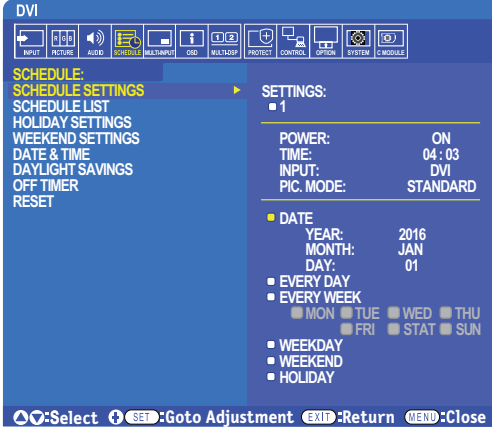 DVI
R G B
1 2
INPUT PICTURE AUDIO SCHEDULE MULTI-INPUT OSD MULTI-DSP PROTECT CONTROL OPTION SYSTEM C MODULE
SCHEDULE:
SCHEDULE SETTINGS
SCHEDULE LIST
HOLIDAY SETTINGS
WEEKEND SETTINGS
DATE & TIME
DAYLIGHT SAVINGS
OFF TIMER
RESET
SETTINGS:
1
POWER: ON
TIME: 04 : 03
INPUT: DVI
PIC. MODE: STANDARD
DATE
YEAR: 2016
MONTH: JAN
DAY: 01
EVERY DAY
EVERY WEEK
MON TUE WED THU
FRI STAT SUN
WEEKDAY
WEEKEND
HOLIDAY
:Select SET:Goto Adjustment EXIT:Return MENU:Close